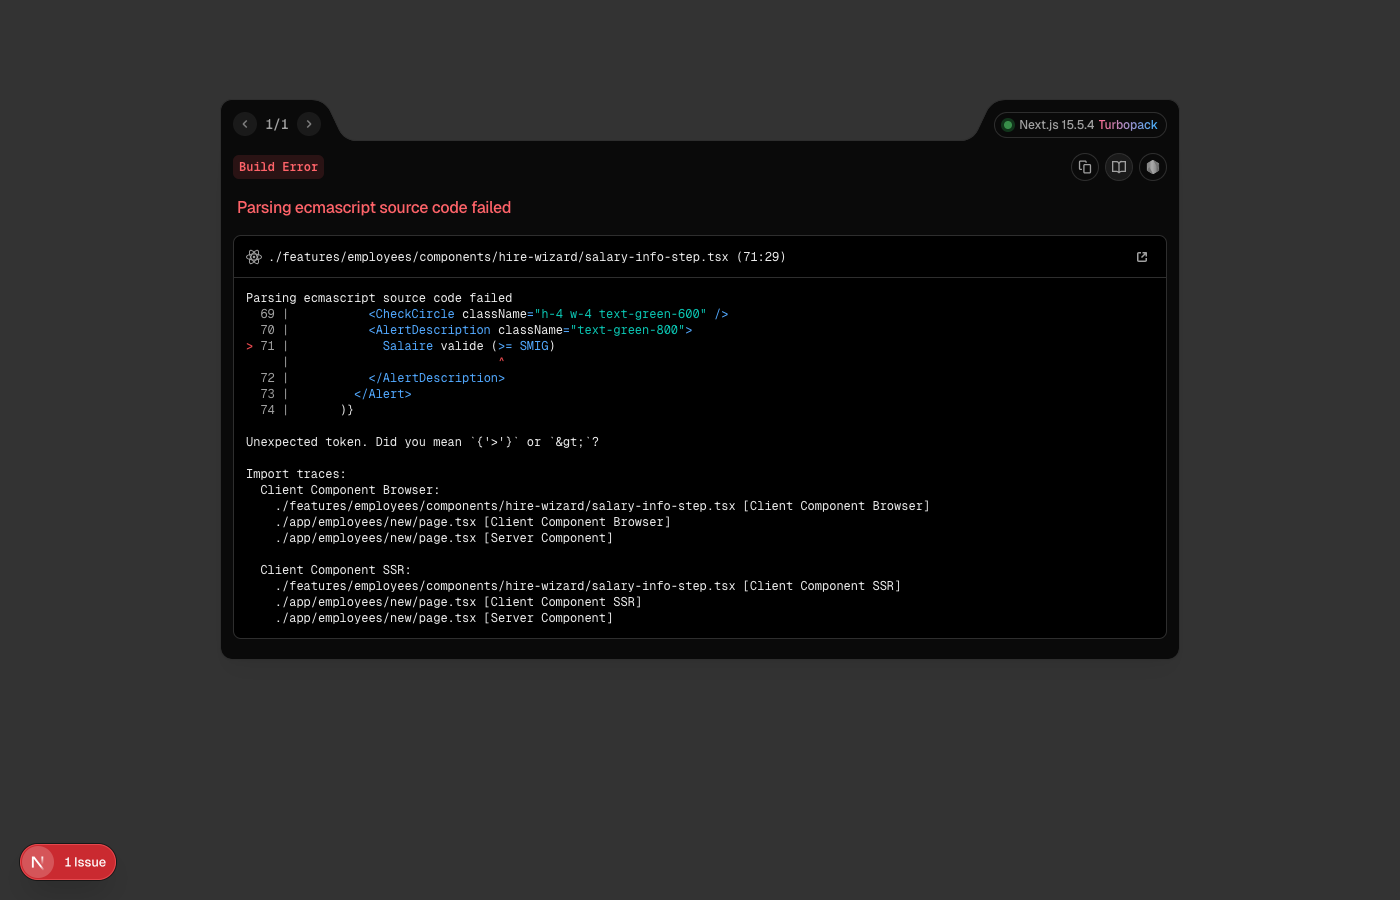 1/1
Next.js 15.5.4 Turbopack
Build Error
Parsing ecmascript source code failed
./features/employees/components/hire-wizard/salary-info-step.tsx (71:29)
Parsing ecmascript source code failed
  69 |           <CheckCircle className="h-4 w-4 text-green-600" />
  70 |           <AlertDescription className="text-green-800">
> 71 |             Salaire valide (>= SMIG)
     |                             ^
  72 |           </AlertDescription>
  73 |         </Alert>
  74 |       )}
Unexpected token. Did you mean `{'>'}` or `&gt;`?
Import traces:
  Client Component Browser:
    ./features/employees/components/hire-wizard/salary-info-step.tsx [Client Component Browser]
    ./app/employees/new/page.tsx [Client Component Browser]
    ./app/employees/new/page.tsx [Server Component]
  Client Component SSR:
    ./features/employees/components/hire-wizard/salary-info-step.tsx [Client Component SSR]
    ./app/employees/new/page.tsx [Client Component SSR]
    ./app/employees/new/page.tsx [Server Component]
N 1 Issue